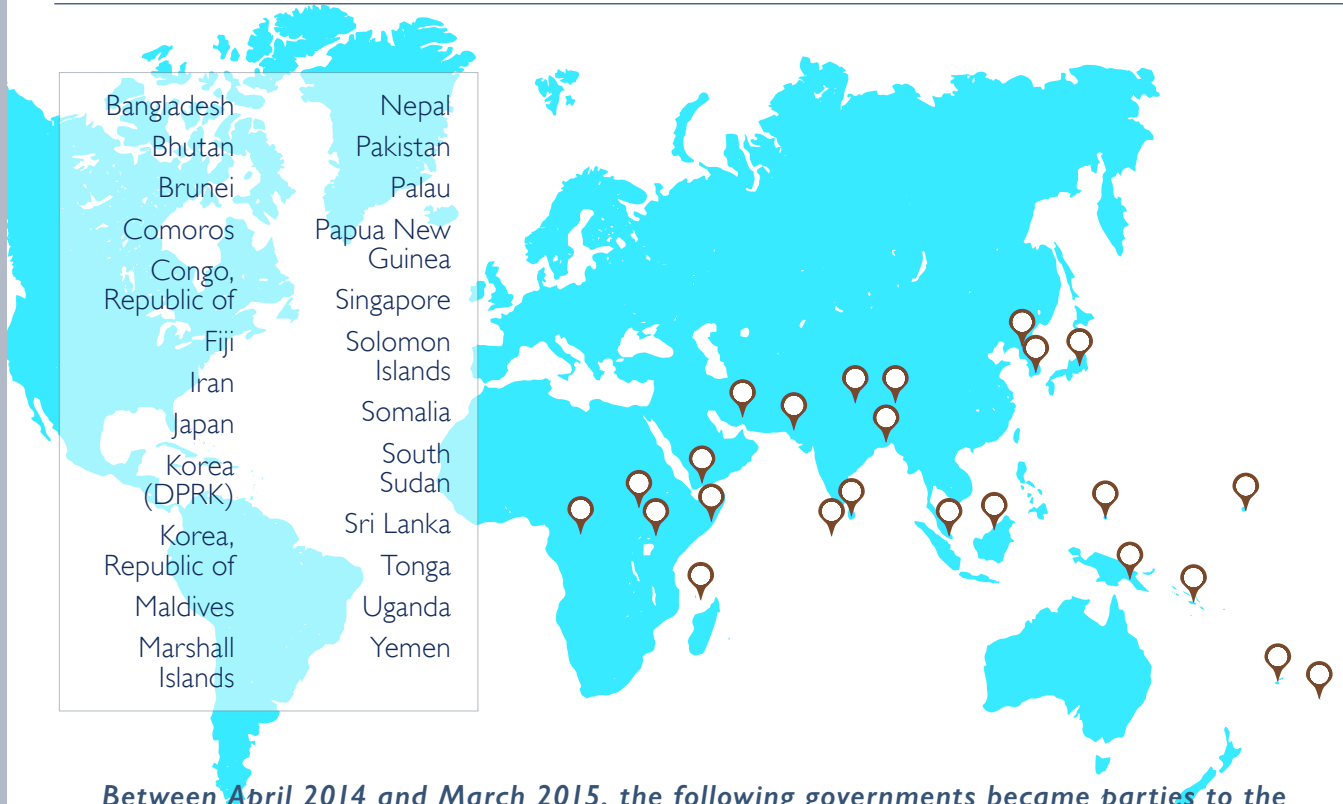 Bangladesh
Bhutan
Brunei
Comoros
Congo,
Republic of
Fiji
Iran
Japan
Korea
(DPRK)
Korea,
Republic of
Maldives
Marshall
Islands
Nepal
Pakistan
Palau
Papua New
Guinea
Singapore
Solomon
Islands
Somalia
South
Sudan
Sri Lanka
Tonga
Uganda
Yemen
Between April 2014 and March 2015, the following governments became parties to the